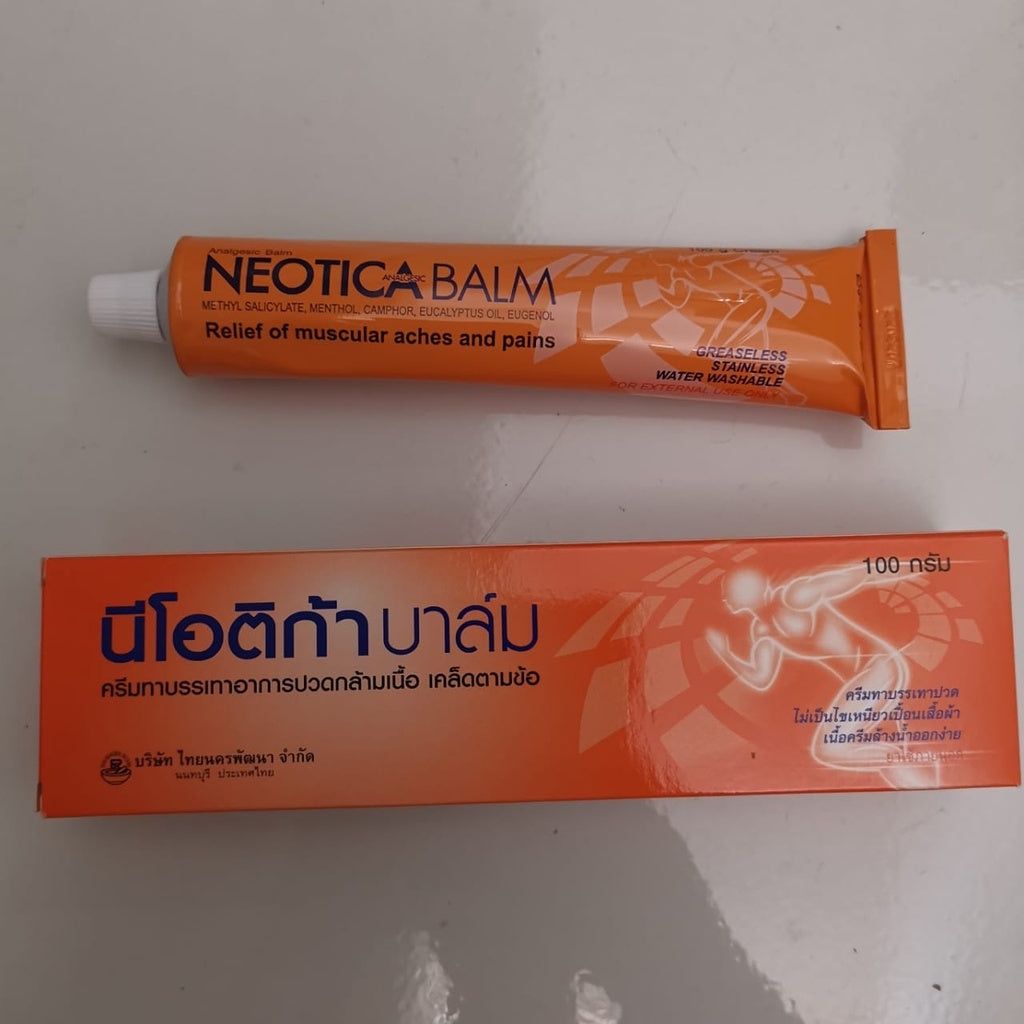 Analgesic Balm
100 g Cream
NEOTICA ANALGESIC BALM
METHYL SALICYLATE, MENTHOL, CAMPHOR, EUCALYPTUS OIL, EUGENOL
Relief of muscular aches and pains
GREASELESS
STAINLESS
WATER WASHABLE
FOR EXTERNAL USE ONLY
100 กรัม
นีโอติก้า บาล์ม
ครีมทาบรรเทาอาการปวดกล้ามเนื้อ เคล็ดตามข้อ
ครีมทาบรรเทาปวด
ไม่เป็นไขเหนียวเปื้อนเสื้อผ้า
เนื้อครีมล้างน้ำออกง่าย
บริษัท ไทยนครพัฒนา จำกัด
นนทบุรี ประเทศไทย